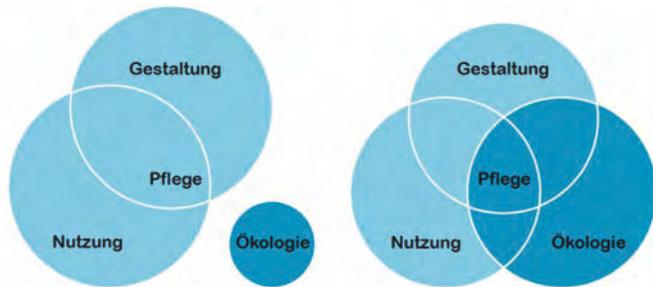 Gestaltung
Pflege
Nutzung
Ökologie
Gestaltung
Pflege
Nutzung
Ökologie